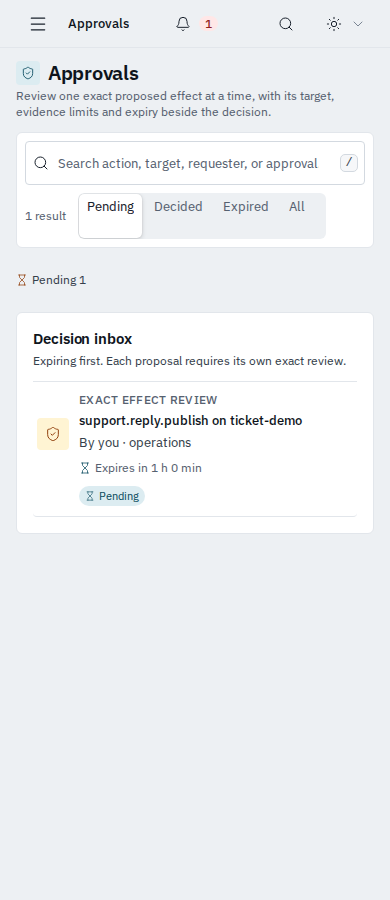 Approvals
1
Approvals
Review one exact proposed effect at a time, with its target,
evidence limits and expiry beside the decision.
Search action, target, requester, or approval
/
1 result
Pending
Decided
Expired
All
Pending 1
Decision inbox
Expiring first. Each proposal requires its own exact review.
EXACT EFFECT REVIEW
support.reply.publish on ticket-demo
By you · operations
Expires in 1 h 0 min
Pending